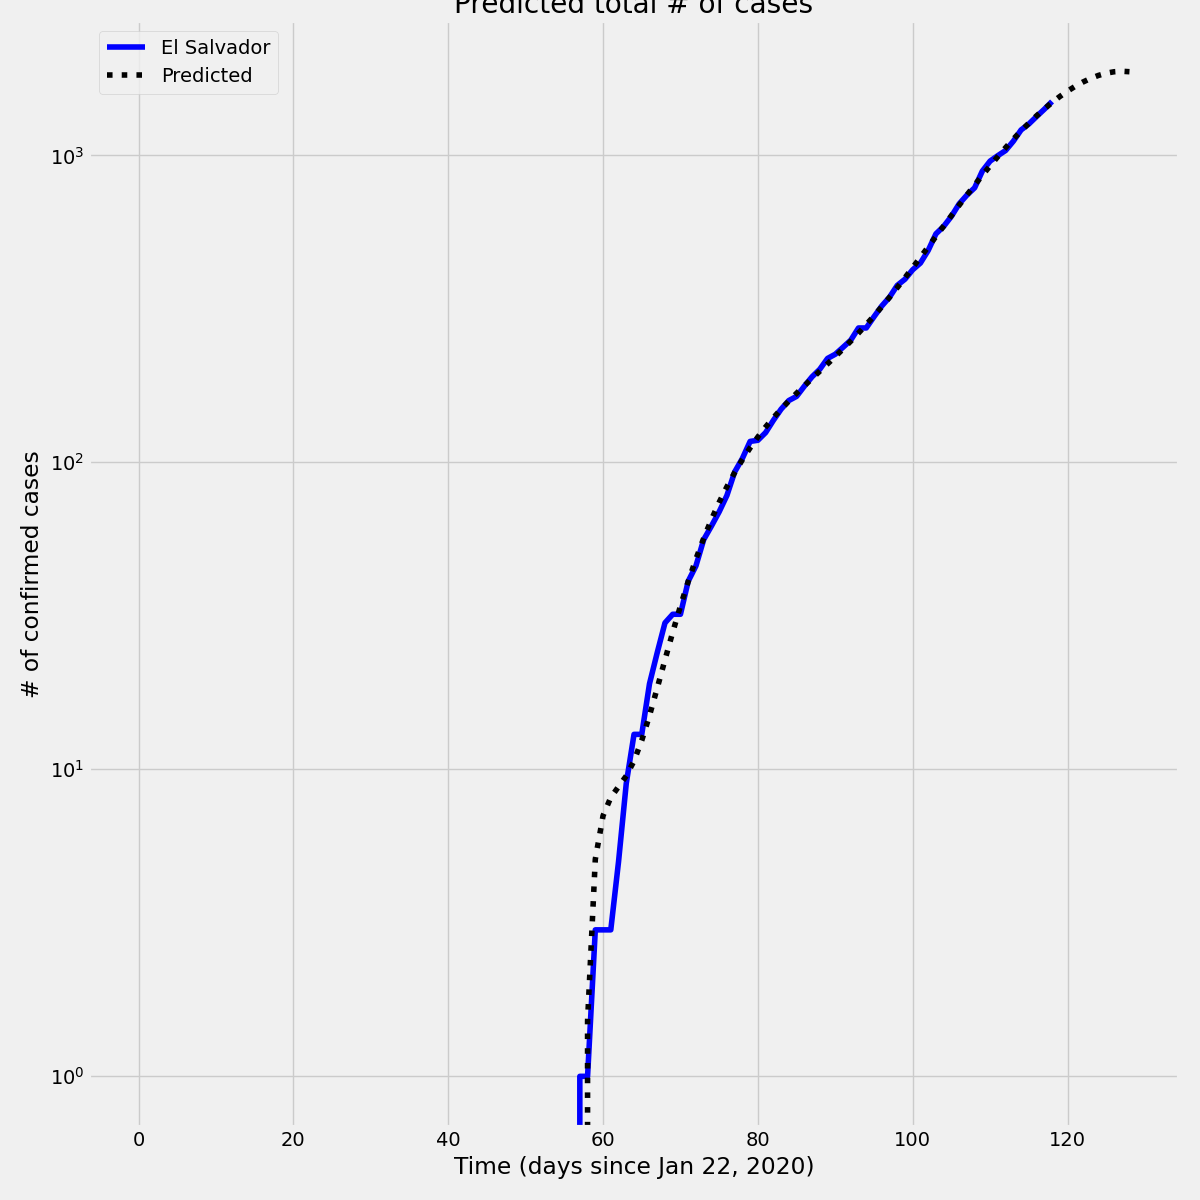 Predicted total # of cases
El Salvador
Predicted
10³
10²
10¹
10⁰
# of confirmed cases
0 20 40 60 80 100 120
Time (days since Jan 22, 2020)